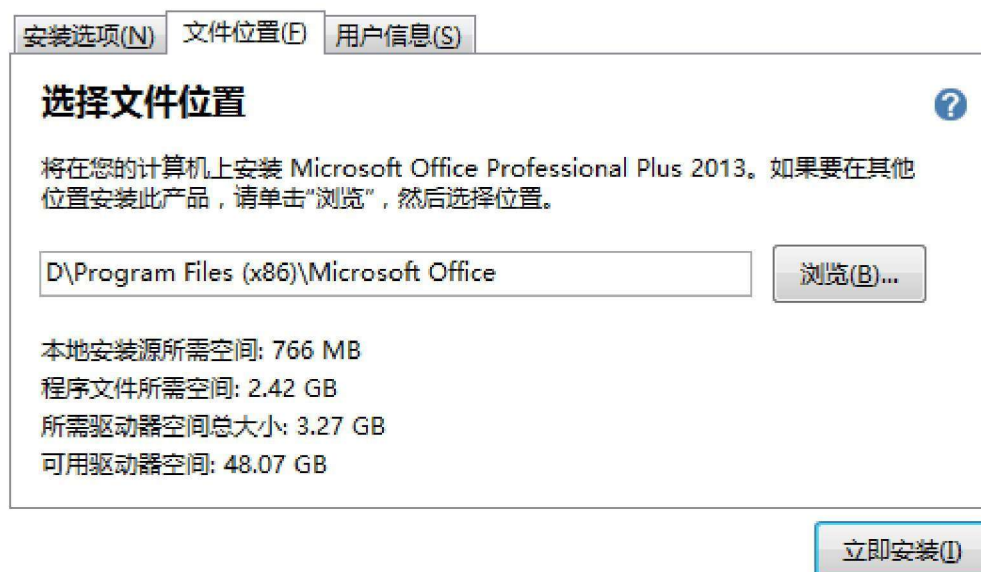 安装选项(N) 文件位置(F) 用户信息(S)
选择文件位置
将在您的计算机上安装 Microsoft Office Professional Plus 2013。如果要在其他
位置安装此产品，请单击“浏览”，然后选择位置。
D\Program Files (x86)\Microsoft Office 浏览(B)...
本地安装源所需空间: 766 MB
程序文件所需空间: 2.42 GB
所需驱动器空间总大小: 3.27 GB
可用驱动器空间: 48.07 GB
立即安装(I)